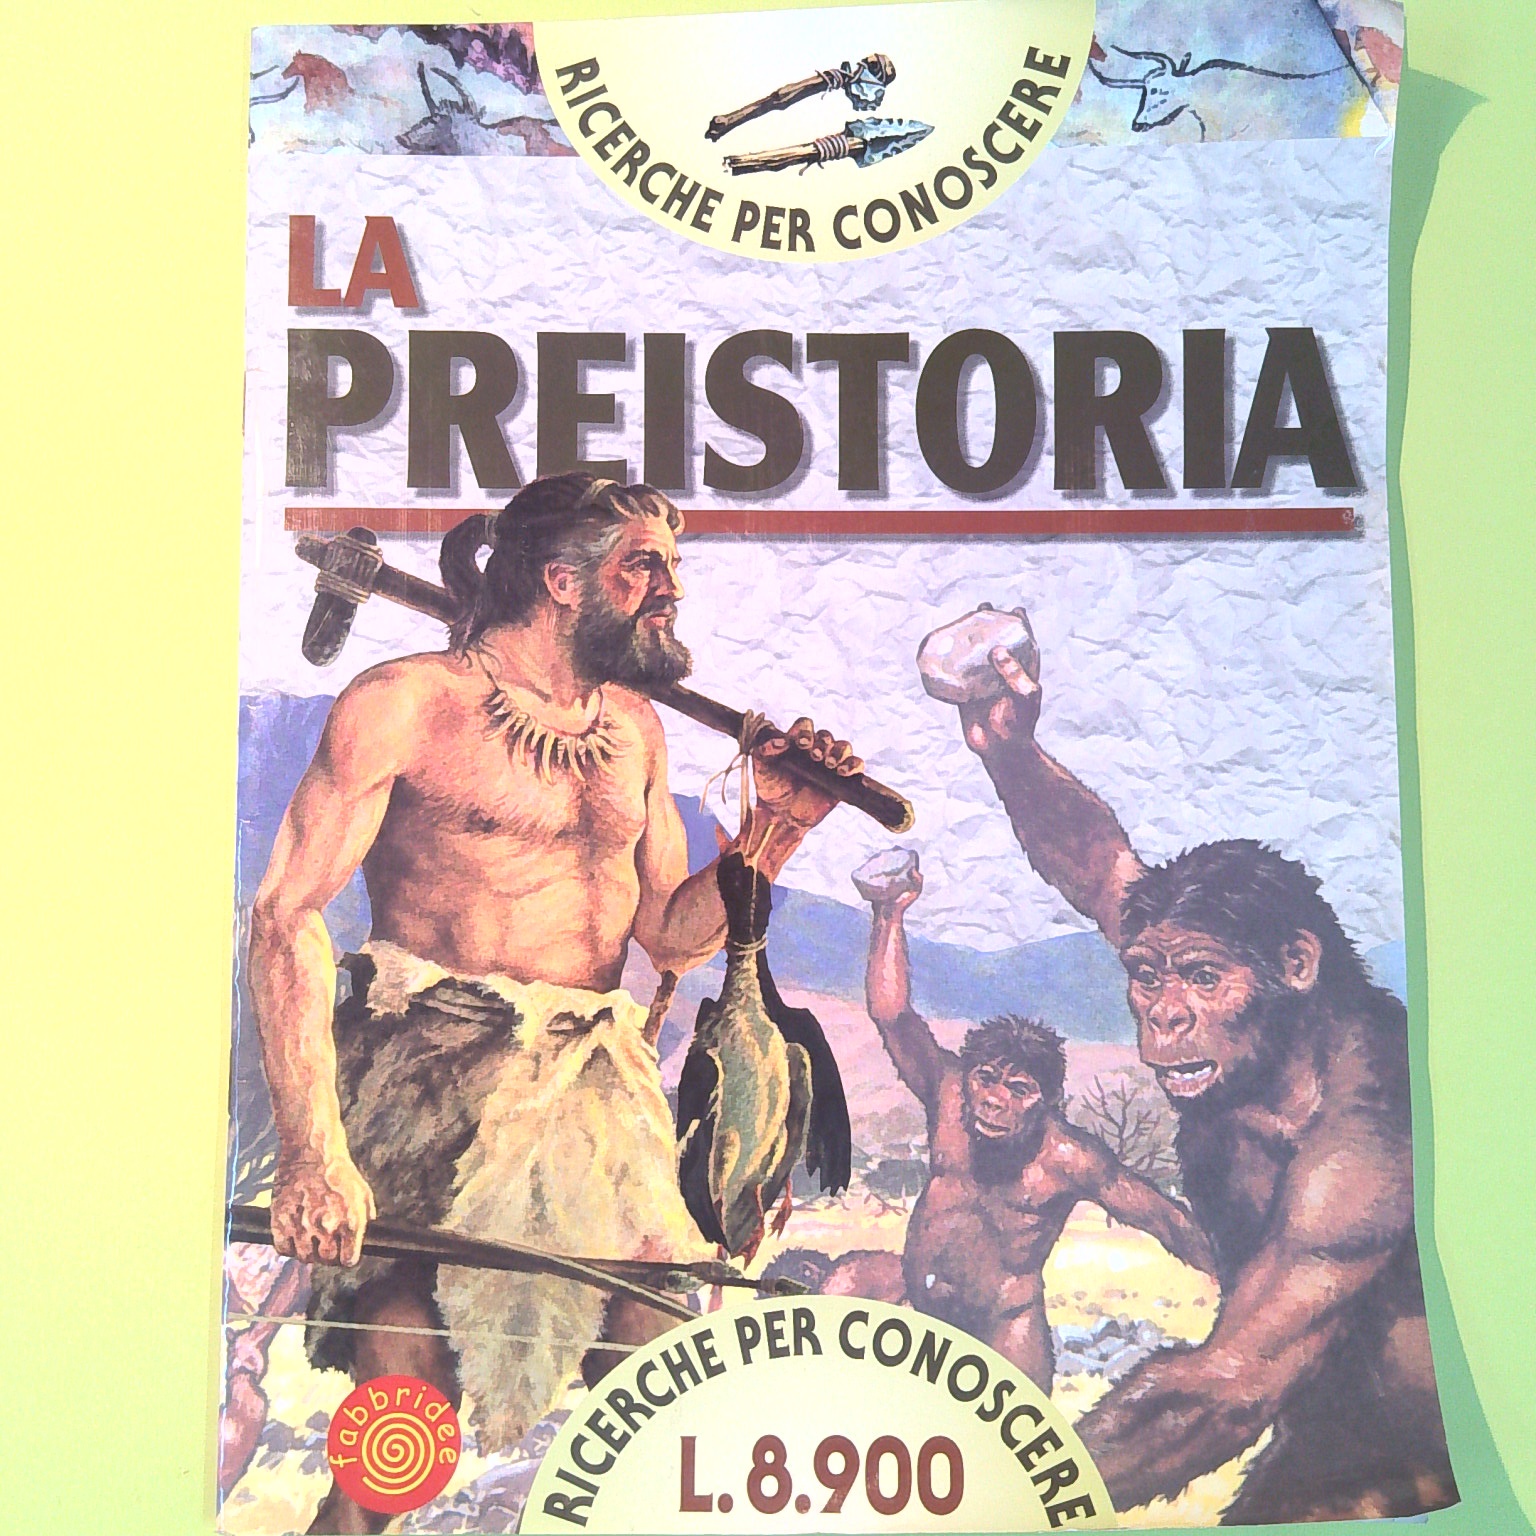 RICERCHE PER CONOSCERE
LA
PREISTORIA
fabbridee
RICERCHE PER CONOSCERE
L. 8.900